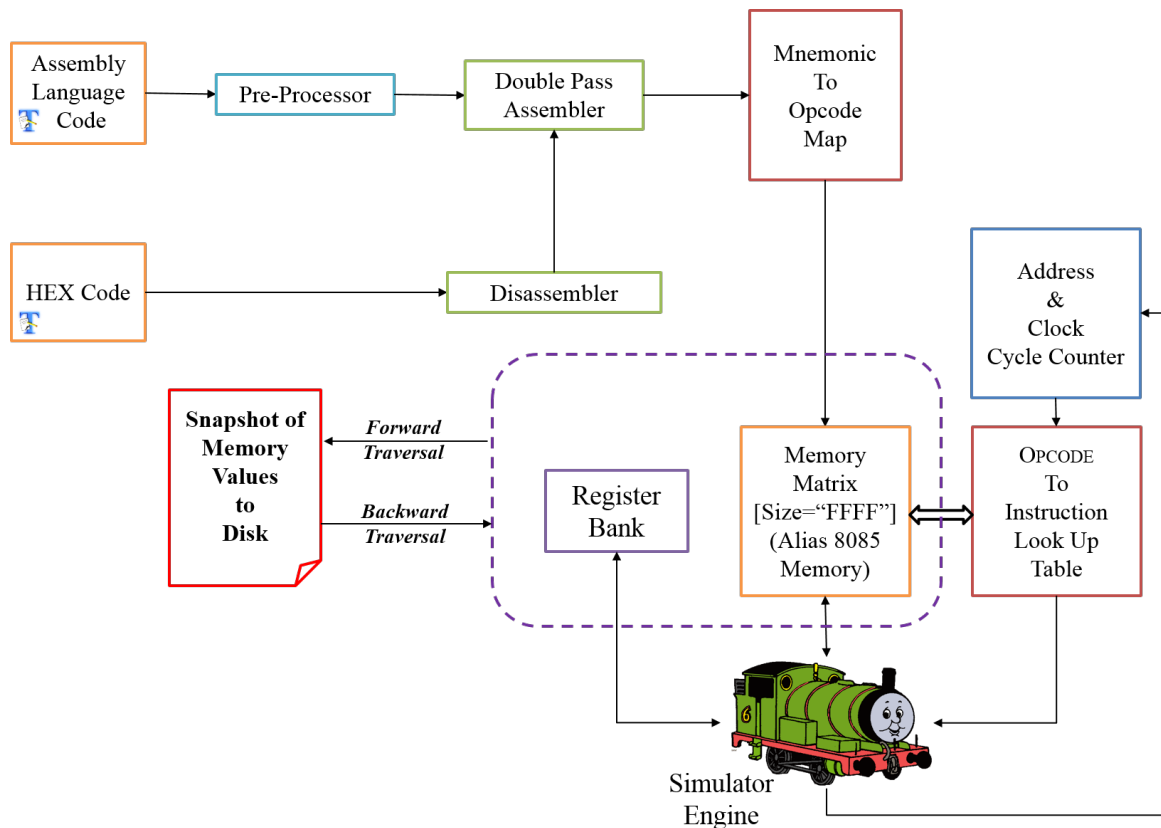 Assembly
Language
Code
Pre-Processor
Double Pass
Assembler
Mnemonic
To
Opcode
Map
HEX Code
Disassembler
Address
&
Clock
Cycle Counter
Snapshot of
Memory
Values
to
Disk
Forward
Traversal
Backward
Traversal
Register
Bank
Memory
Matrix
[Size=“FFFF”]
(Alias 8085
Memory)
OPCODE
To
Instruction
Look Up
Table
6
Simulator
Engine